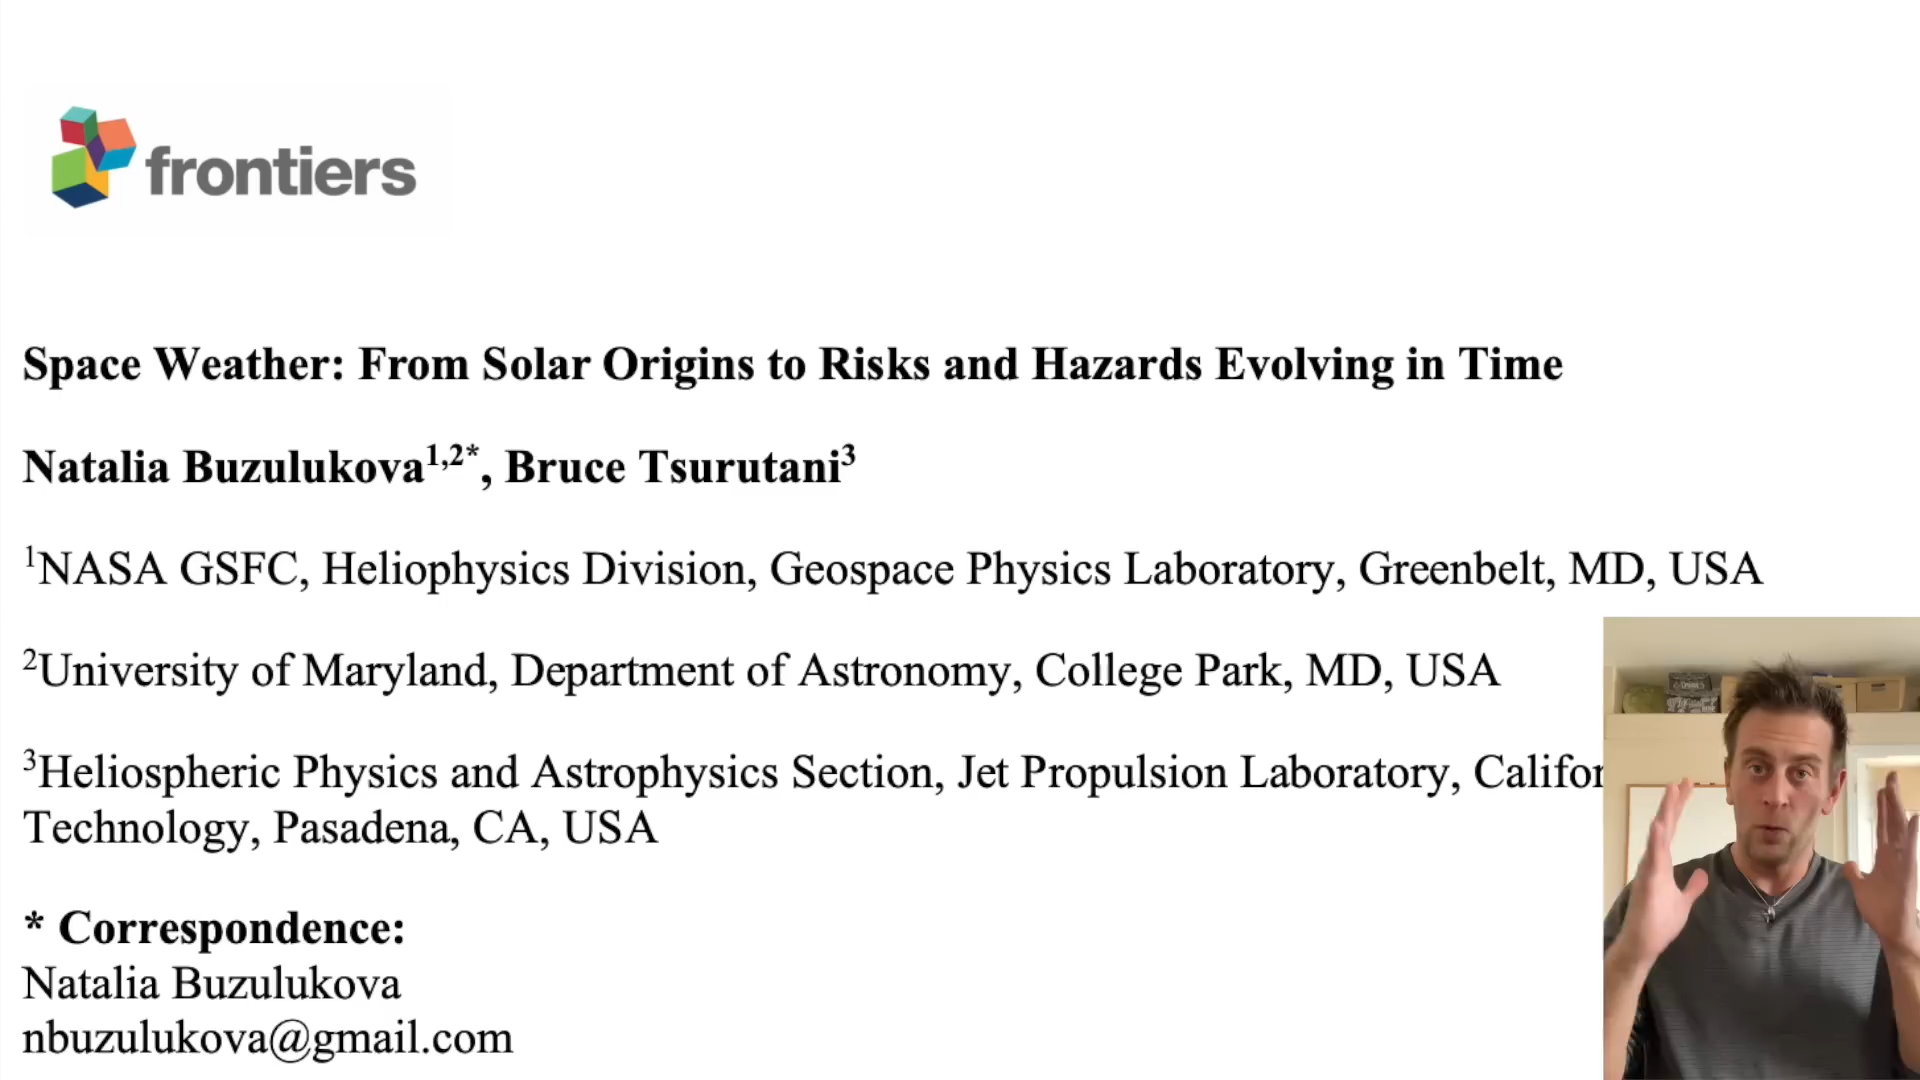 frontiers
Space Weather: From Solar Origins to Risks and Hazards Evolving in Time
Natalia Buzulukova1,2*, Bruce Tsurutani3
1NASA GSFC, Heliophysics Division, Geospace Physics Laboratory, Greenbelt, MD, USA
2University of Maryland, Department of Astronomy, College Park, MD, USA
3Heliospheric Physics and Astrophysics Section, Jet Propulsion Laboratory,
Technology, Pasadena, CA, USA
* Correspondence:
Natalia Buzulukova
nbuzulukova@gmail.com